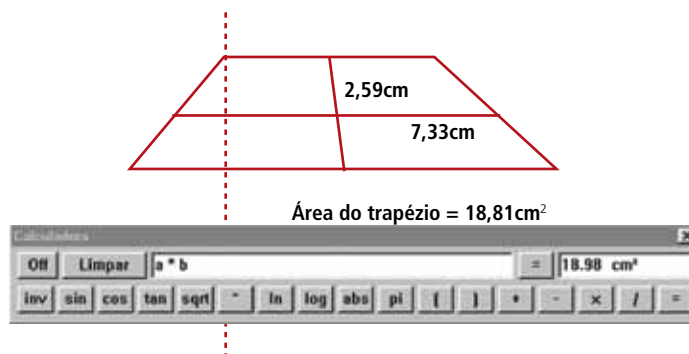 2,59cm
7,33cm
Área do trapézio = 18,81cm²
Calculadora
Off Limpar a * b = 18.98 cm²
inv sin cos tan sqrt ^ ln log abs pi ( ) + - × / =